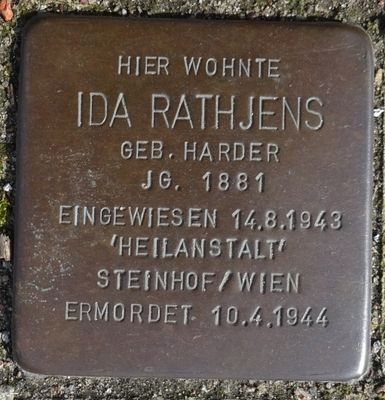 HIER WOHNTE
IDA RATHJENS
GEB. HARDER
JG. 1881
EINGEWIESEN 14.8.1943
'HEILANSTALT'
STEINHOF/WIEN
ERMORDET 10.4.1944